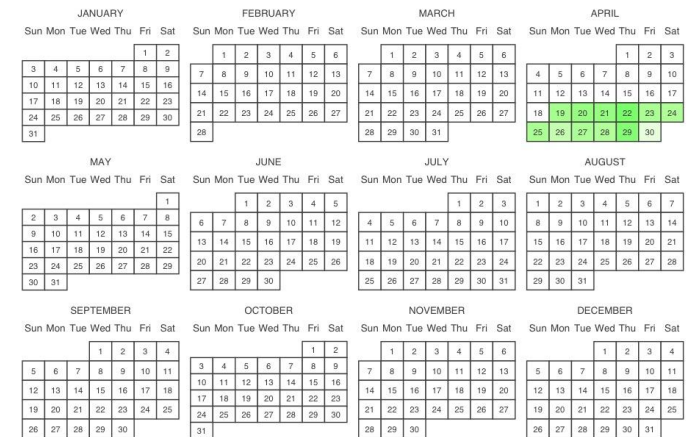 JANUARY FEBRUARY MARCH APRIL
Sun Mon Tue Wed Thu Fri Sat Sun Mon Tue Wed Thu Fri Sat Sun Mon Tue Wed Thu Fri Sat Sun Mon Tue Wed Thu Fri Sat
1 2 1 2 3 4 5 6 1 2 3 4 5 6 1 2 3
3 4 5 6 7 8 9 7 8 9 10 11 12 13 7 8 9 10 11 12 13 4 5 6 7 8 9 10
10 11 12 13 14 15 16 14 15 16 17 18 19 20 14 15 16 17 18 19 20 11 12 13 14 15 16 17
17 18 19 20 21 22 23 21 22 23 24 25 26 27 21 22 23 24 25 26 27 18 19 20 21 22 23 24
24 25 26 27 28 29 30 28 28 29 30 31 25 26 27 28 29 30
31
MAY JUNE JULY AUGUST
Sun Mon Tue Wed Thu Fri Sat Sun Mon Tue Wed Thu Fri Sat Sun Mon Tue Wed Thu Fri Sat Sun Mon Tue Wed Thu Fri Sat
1 1 2 3 4 5 1 2 3 1 2 3 4 5 6 7
2 3 4 5 6 7 8 6 7 8 9 10 11 12 4 5 6 7 8 9 10 8 9 10 11 12 13 14
9 10 11 12 13 14 15 13 14 15 16 17 18 19 11 12 13 14 15 16 17 15 16 17 18 19 20 21
16 17 18 19 20 21 22 20 21 22 23 24 25 26 18 19 20 21 22 23 24 22 23 24 25 26 27 28
23 24 25 26 27 28 29 27 28 29 30 25 26 27 28 29 30 31 29 30 31
30 31
SEPTEMBER OCTOBER NOVEMBER DECEMBER
Sun Mon Tue Wed Thu Fri Sat Sun Mon Tue Wed Thu Fri Sat Sun Mon Tue Wed Thu Fri Sat Sun Mon Tue Wed Thu Fri Sat
1 2 3 4 1 2 1 2 3 4 5 6 1 2 3 4
5 6 7 8 9 10 11 3 4 5 6 7 8 9 7 8 9 10 11 12 13 5 6 7 8 9 10 11
12 13 14 15 16 17 18 10 11 12 13 14 15 16 14 15 16 17 18 19 20 12 13 14 15 16 17 18
19 20 21 22 23 24 25 17 18 19 20 21 22 23 21 22 23 24 25 26 27 19 20 21 22 23 24 25
26 27 28 29 30 24 25 26 27 28 29 30 28 29 30 26 27 28 29 30 31
31